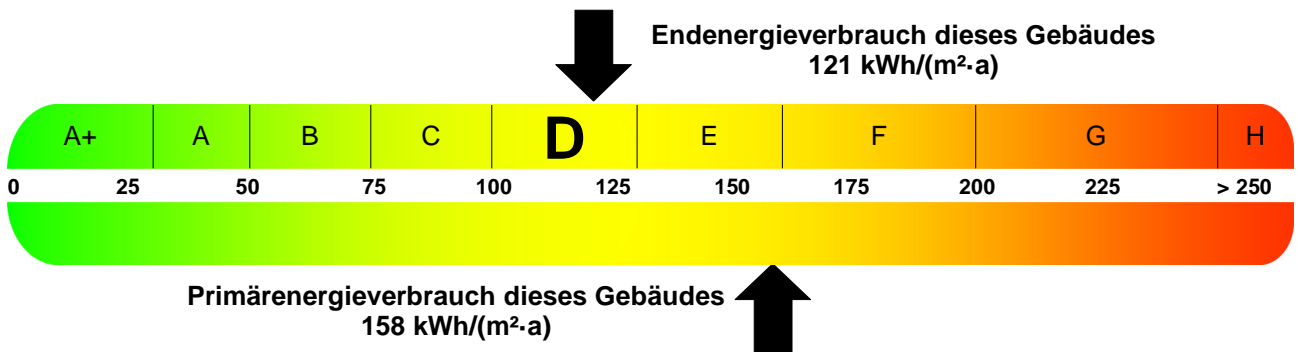 Endenergieverbrauch dieses Gebäudes
121 kWh/(m²·a)
A+ A B C D E F G H
0 25 50 75 100 125 150 175 200 225 > 250
Primärenergieverbrauch dieses Gebäudes
158 kWh/(m²·a)